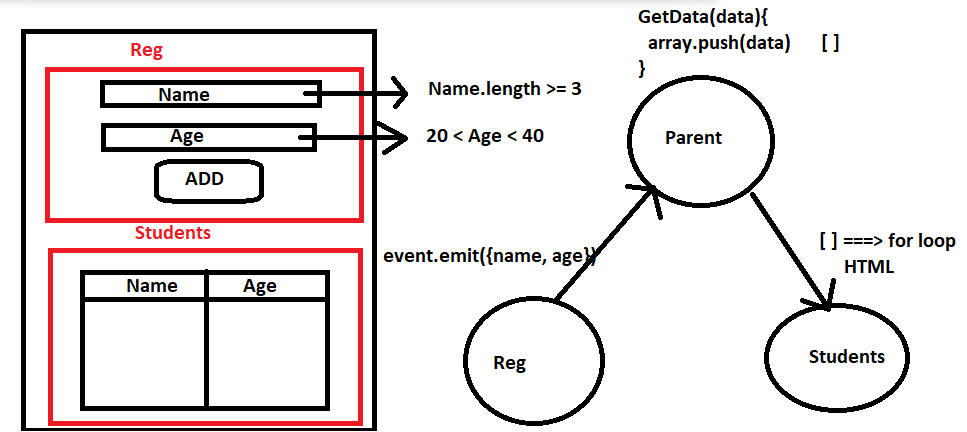 Reg
Name
Age
ADD
Students
Name Age
Name.length >= 3
20 < Age < 40
GetData(data){
array.push(data) [ ]
}
Parent
event.emit({name, age})
Reg
[ ] ===> for loop
HTML
Students